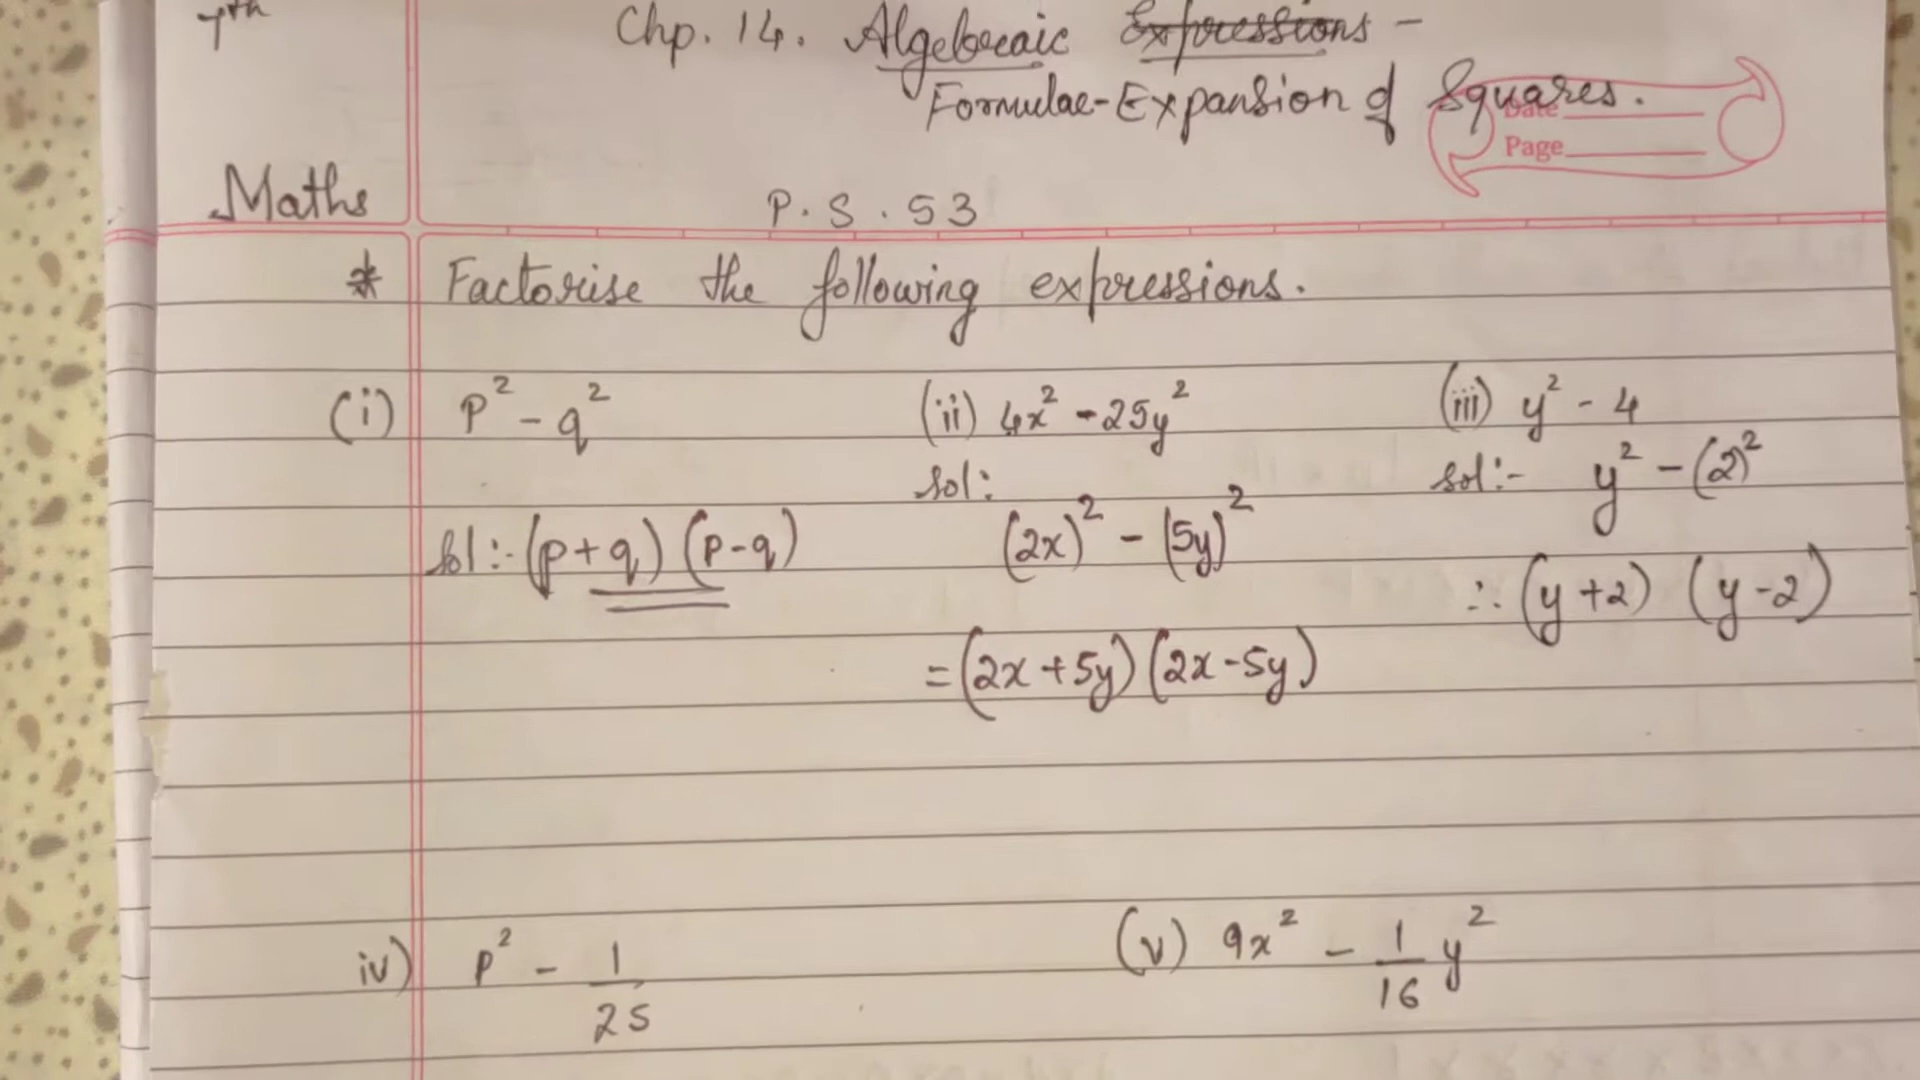 7th
Chp. 14. Algebraic Expressions -
Formulae-Expansion of Squares.
Date
Page
Maths
P.S.53
* Factorise the following expressions.
(i) p² - q² (ii) 4x² - 25y² (iii) y² - 4
sol: sol:- y² - (2)²
sol:- (p+q) (p-q) (2x)² - (5y)²
∴ (y+2) (y-2)
= (2x+5y) (2x-5y)
iv) p² - 1/25 (v) 9x² - 1/16 y²